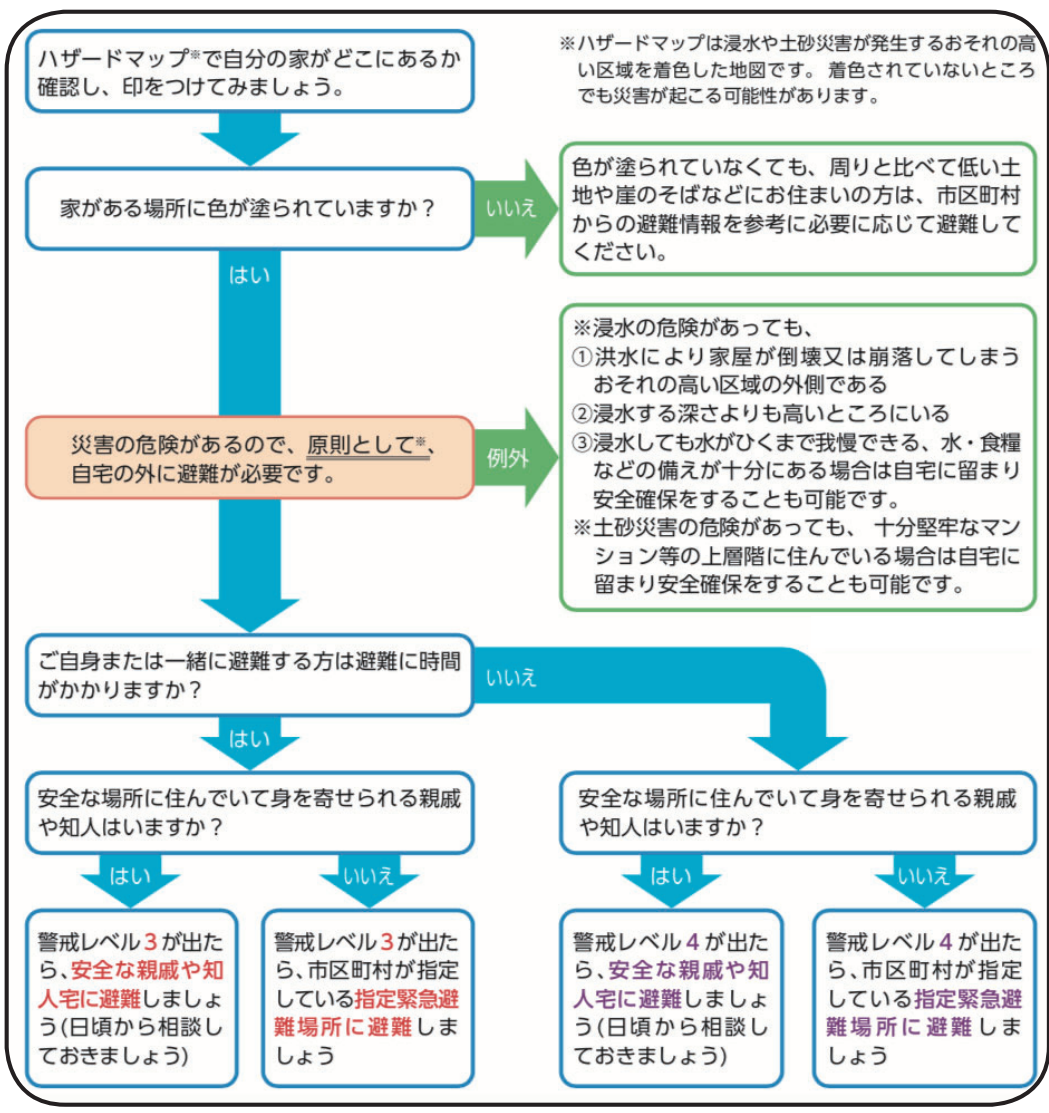 ハザードマップ※で自分の家がどこにあるか
確認し、印をつけてみましょう。
※ハザードマップは浸水や土砂災害が発生するおそれの高
い区域を着色した地図です。 着色されていないところ
でも災害が起こる可能性があります。
家がある場所に色が塗られていますか？
いいえ
色が塗られていなくても、周りと比べて低い土
地や崖のそばなどにお住まいの方は、市区町村
からの避難情報を参考に必要に応じて避難して
ください。
はい
災害の危険があるので、原則として※、
自宅の外に避難が必要です。
例外
※浸水の危険があっても、
①洪水により家屋が倒壊又は崩落してしまう
おそれの高い区域の外側である
②浸水する深さよりも高いところにいる
③浸水しても水がひくまで我慢できる、水・食糧
などの備えが十分にある場合は自宅に留まり
安全確保をすることも可能です。
※土砂災害の危険があっても、 十分堅牢なマン
ション等の上層階に住んでいる場合は自宅に
留まり安全確保をすることも可能です。
ご自身または一緒に避難する方は避難に時間
がかかりますか？
いいえ
はい
安全な場所に住んでいて身を寄せられる親戚
や知人はいますか？
はい
いいえ
警戒レベル３が出た
ら、安全な親戚や知
人宅に避難しましょ
う(日頃から相談し
ておきましょう)
警戒レベル３が出た
ら、市区町村が指定
している指定緊急避
難場所に避難しま
しょう
安全な場所に住んでいて身を寄せられる親戚
や知人はいますか？
はい
いいえ
警戒レベル４が出た
ら、安全な親戚や知
人宅に避難しましょ
う(日頃から相談し
ておきましょう)
警戒レベル４が出た
ら、市区町村が指定
している指定緊急避
難場所に避難しま
しょう